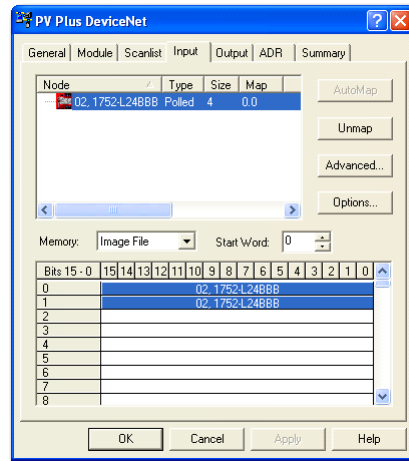 PV Plus DeviceNet
General Module Scanlist Input Output ADR Summary
Node Type Size Map
02, 1752-L24BBB Polled 4 0.0
AutoMap
Unmap
Advanced...
Options...
Memory: Image File Start Word: 0
Bits 15 - 0 15 14 13 12 11 10 9 8 7 6 5 4 3 2 1 0
0 02, 1752-L24BBB
1 02, 1752-L24BBB
2
3
4
5
6
7
8
OK Cancel Apply Help